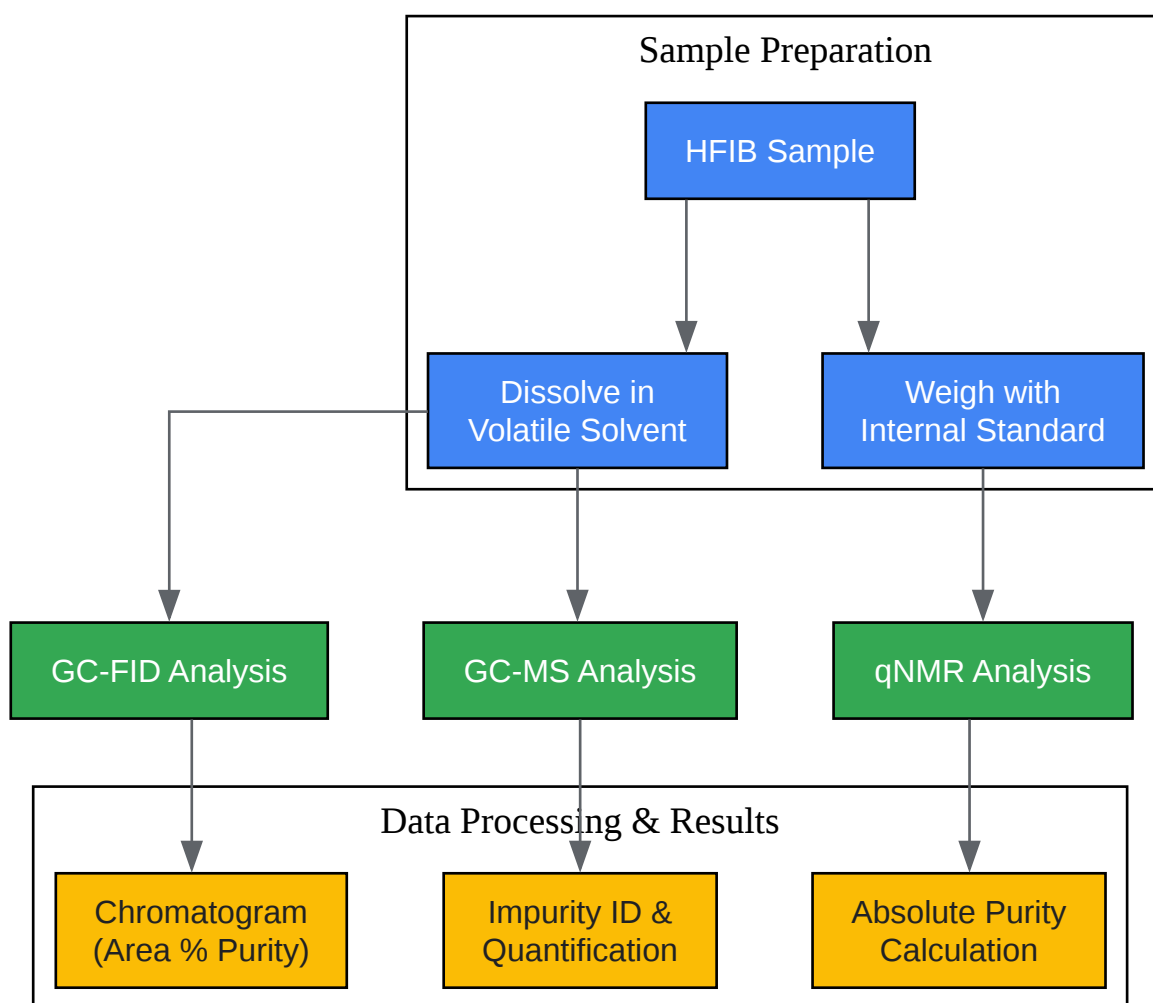 Sample Preparation
HFIB Sample
Dissolve in
Volatile Solvent
Weigh with
Internal Standard
GC-FID Analysis
GC-MS Analysis
qNMR Analysis
Data Processing & Results
Chromatogram
(Area % Purity)
Impurity ID &
Quantification
Absolute Purity
Calculation